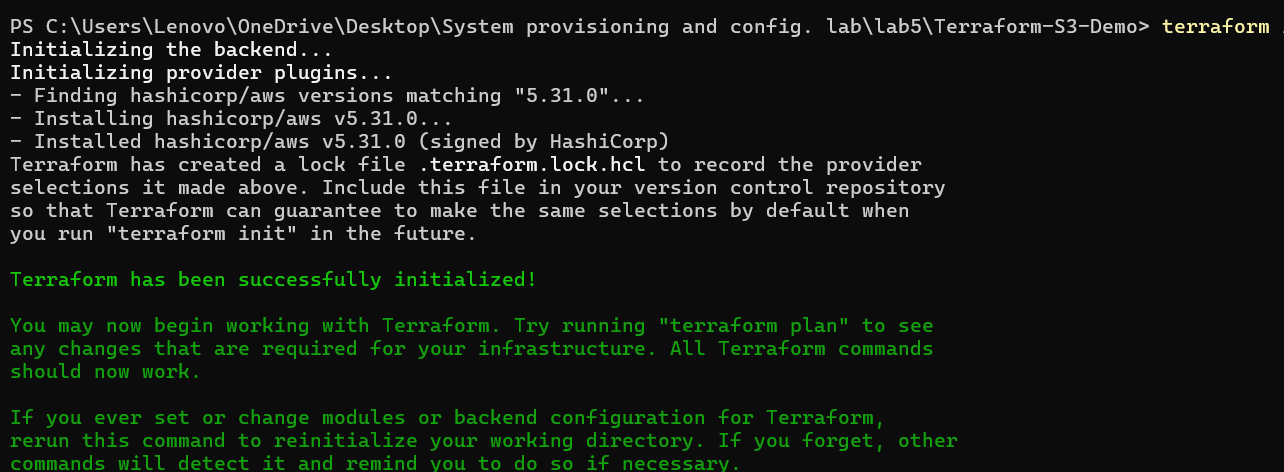 PS C:\Users\Lenovo\OneDrive\Desktop\System provisioning and config. lab\lab5\Terraform-S3-Demo> terraform
Initializing the backend...
Initializing provider plugins...
- Finding hashicorp/aws versions matching "5.31.0"...
- Installing hashicorp/aws v5.31.0...
- Installed hashicorp/aws v5.31.0 (signed by HashiCorp)
Terraform has created a lock file .terraform.lock.hcl to record the provider
selections it made above. Include this file in your version control repository
so that Terraform can guarantee to make the same selections by default when
you run "terraform init" in the future.
Terraform has been successfully initialized!
You may now begin working with Terraform. Try running "terraform plan" to see
any changes that are required for your infrastructure. All Terraform commands
should now work.
If you ever set or change modules or backend configuration for Terraform,
rerun this command to reinitialize your working directory. If you forget, other
commands will detect it and remind you to do so if necessary.